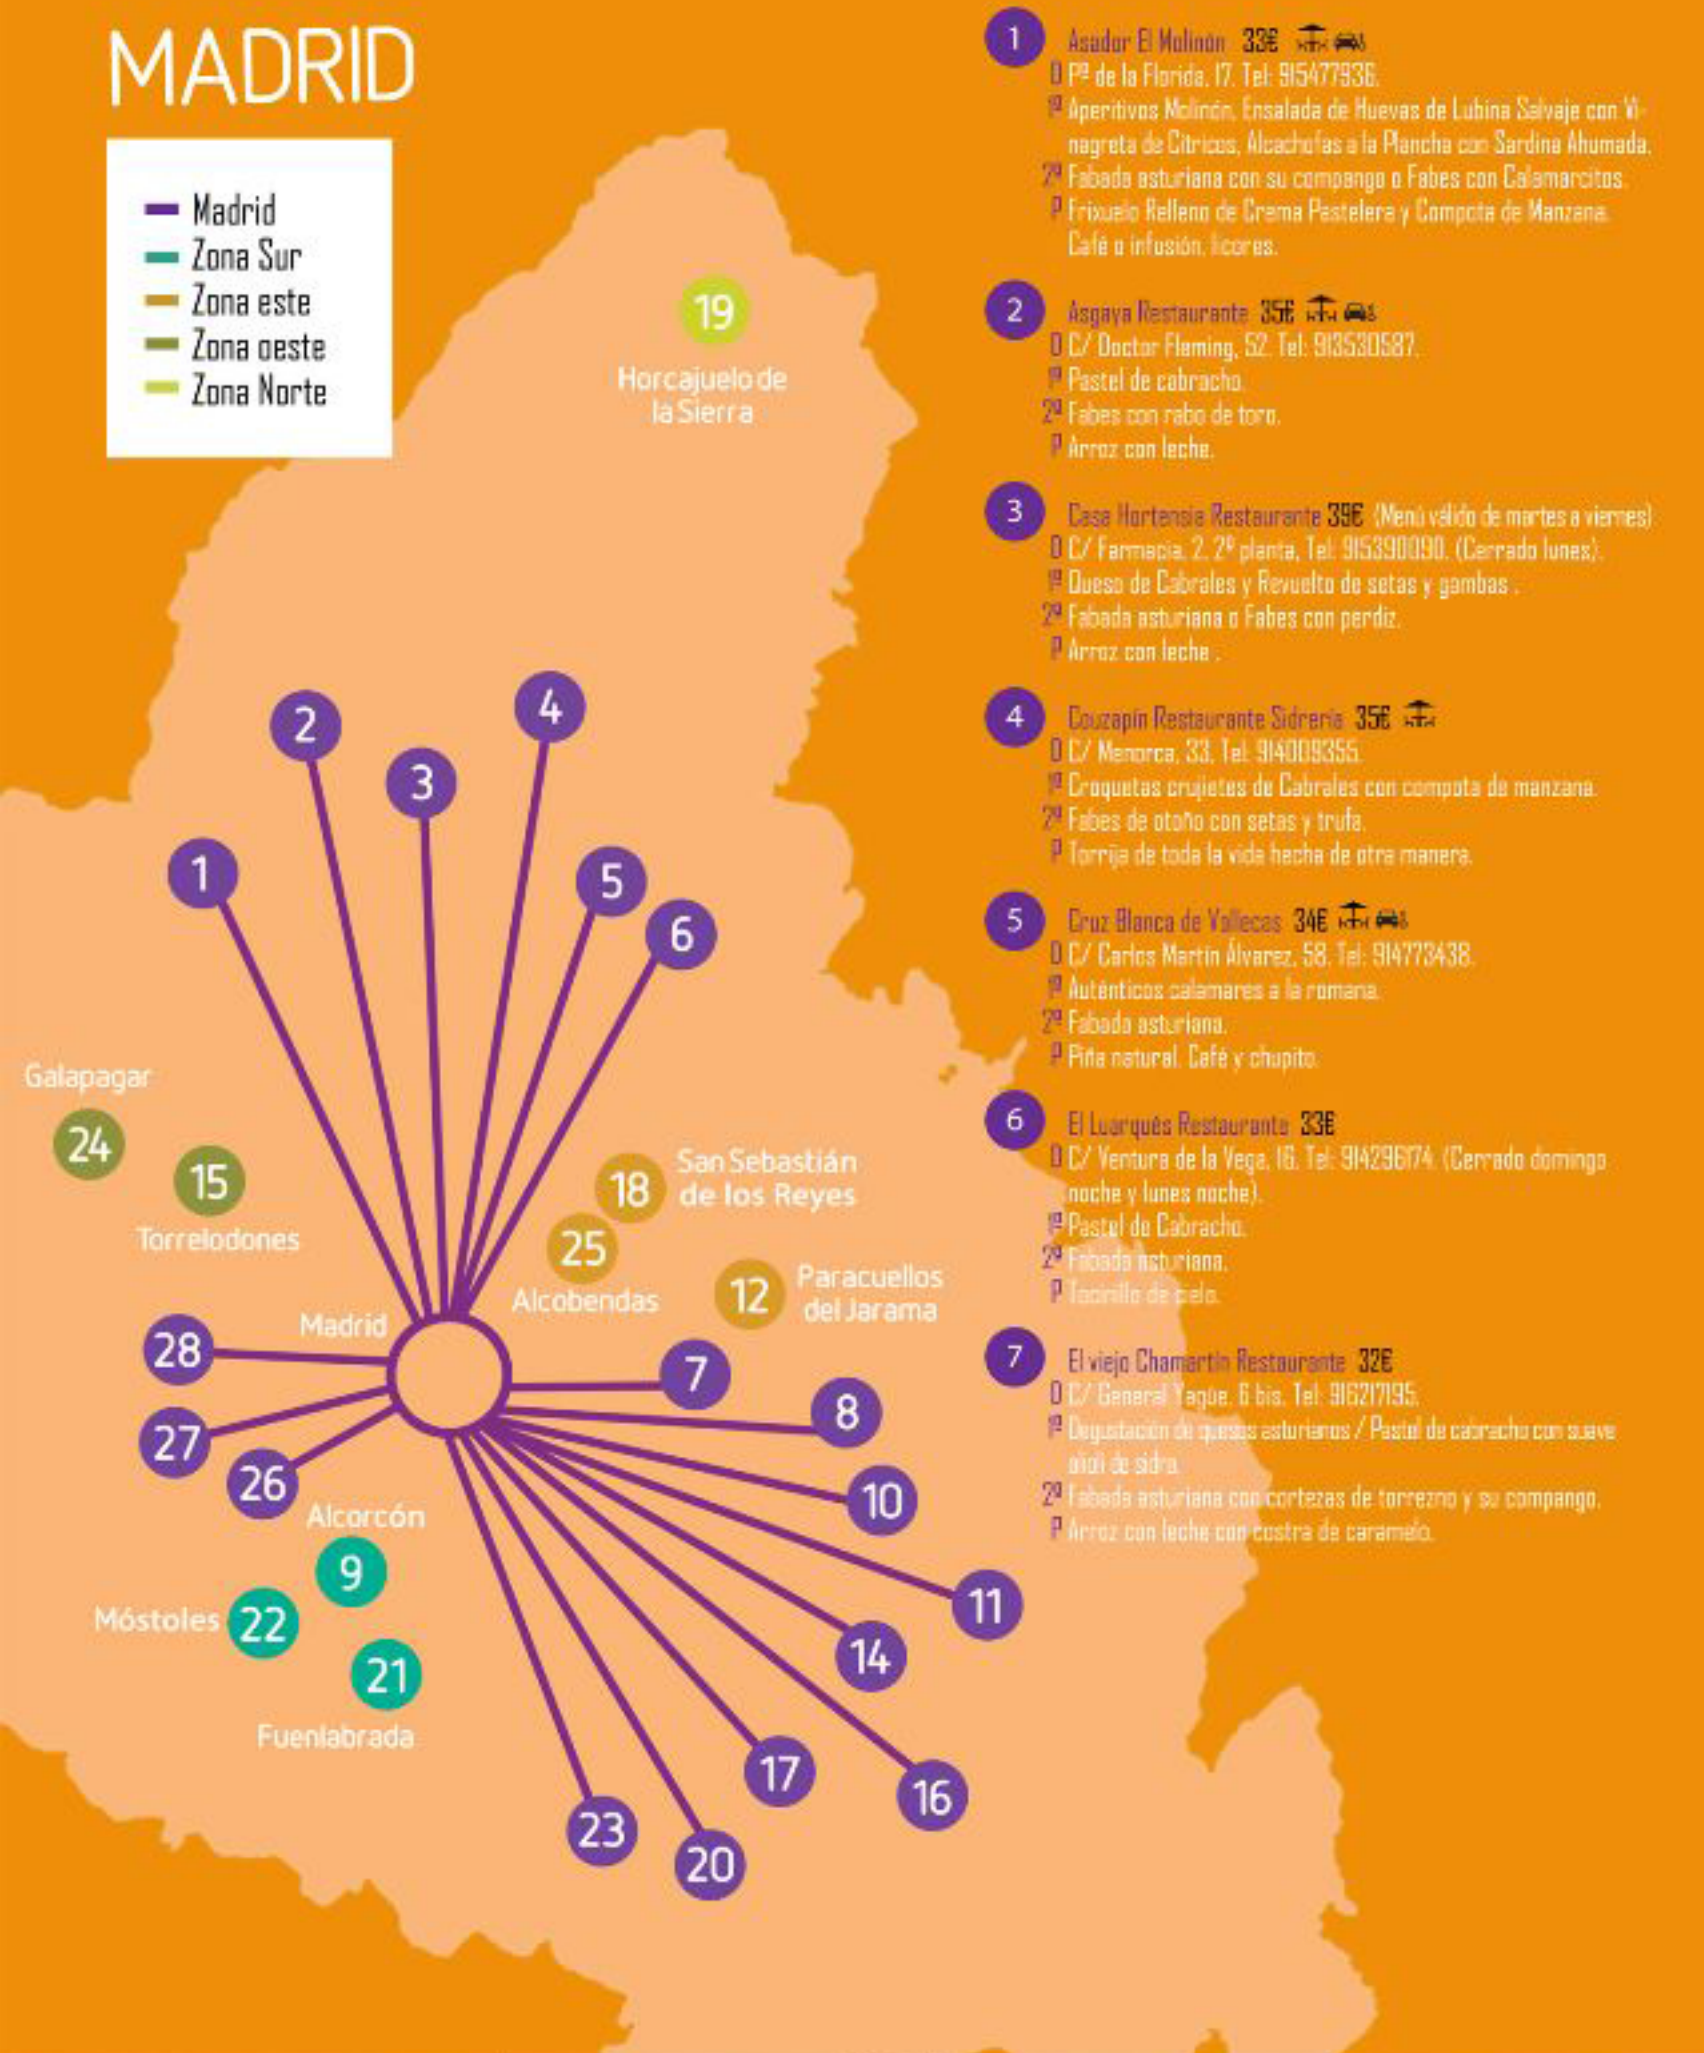 MADRID
Madrid
Zona Sur
Zona este
Zona oeste
Zona Norte
19
Horcajuelo de
la Sierra
2
4
3
1
5
6
Galapagar
24
15
Torrelodones
18
San Sebastián
de los Reyes
25
Alcobendas
12
Paracuellos
del Jarama
Madrid
28
27
26
7
8
10
11
14
16
17
20
23
Alcorcón
9
Móstoles
22
21
Fuenlabrada
1 Asador El Molinón 33€
D Pº de la Florida, 17. Tel: 915477936.
1º Aperitivos Molinón, Ensalada de Huevas de Lubina Salvaje con Vi-
nagreta de Cítricos, Alcachofas a la Plancha con Sardina Ahumada.
2º Fabada asturiana con su compango o Fabes con Calamarcitos.
P Frixuelo Relleno de Crema Pastelera y Compota de Manzana.
Café o infusión, licores.
2 Asgaya Restaurante 35€
D C/ Doctor Fleming, 52. Tel: 913530587.
1º Pastel de cabracho.
2º Fabes con rabo de toro.
P Arroz con leche.
3 Casa Hortensia Restaurante 39€ (Menú válido de martes a viernes)
D C/ Farmacia, 2, 2º planta, Tel: 915390090. (Cerrado lunes).
1º Queso de Cabrales y Revuelto de setas y gambas .
2º Fabada asturiana o Fabes con perdiz.
P Arroz con leche .
4 Couzapín Restaurante Sidrería 35€
D C/ Menorca, 33. Tel: 914009355.
1º Croquetas crujietes de Cabrales con compota de manzana.
2º Fabes de otoño con setas y trufa.
P Torrija de toda la vida hecha de otra manera.
5 Cruz Blanca de Vallecas 34€
D C/ Carlos Martín Álvarez, 58. Tel: 914773438.
1º Auténticos calamares a la romana.
2º Fabada asturiana.
P Piña natural. Café y chupito.
6 El Luarqués Restaurante 33€
D C/ Ventura de la Vega, 16. Tel: 914296174. (Cerrado domingo
noche y lunes noche).
1º Pastel de Cabracho.
2º Fabada asturiana.
P Tocinillo de cielo.
7 El viejo Chamartín Restaurante 32€
D C/ General Yagüe, 6 bis. Tel: 916217195.
1º Degustación de quesos asturianos / Pastel de cabracho con suave
alioli de sidra.
2º Fabada asturiana con cortezas de torrezno y su compango.
P Arroz con leche con costra de caramelo.